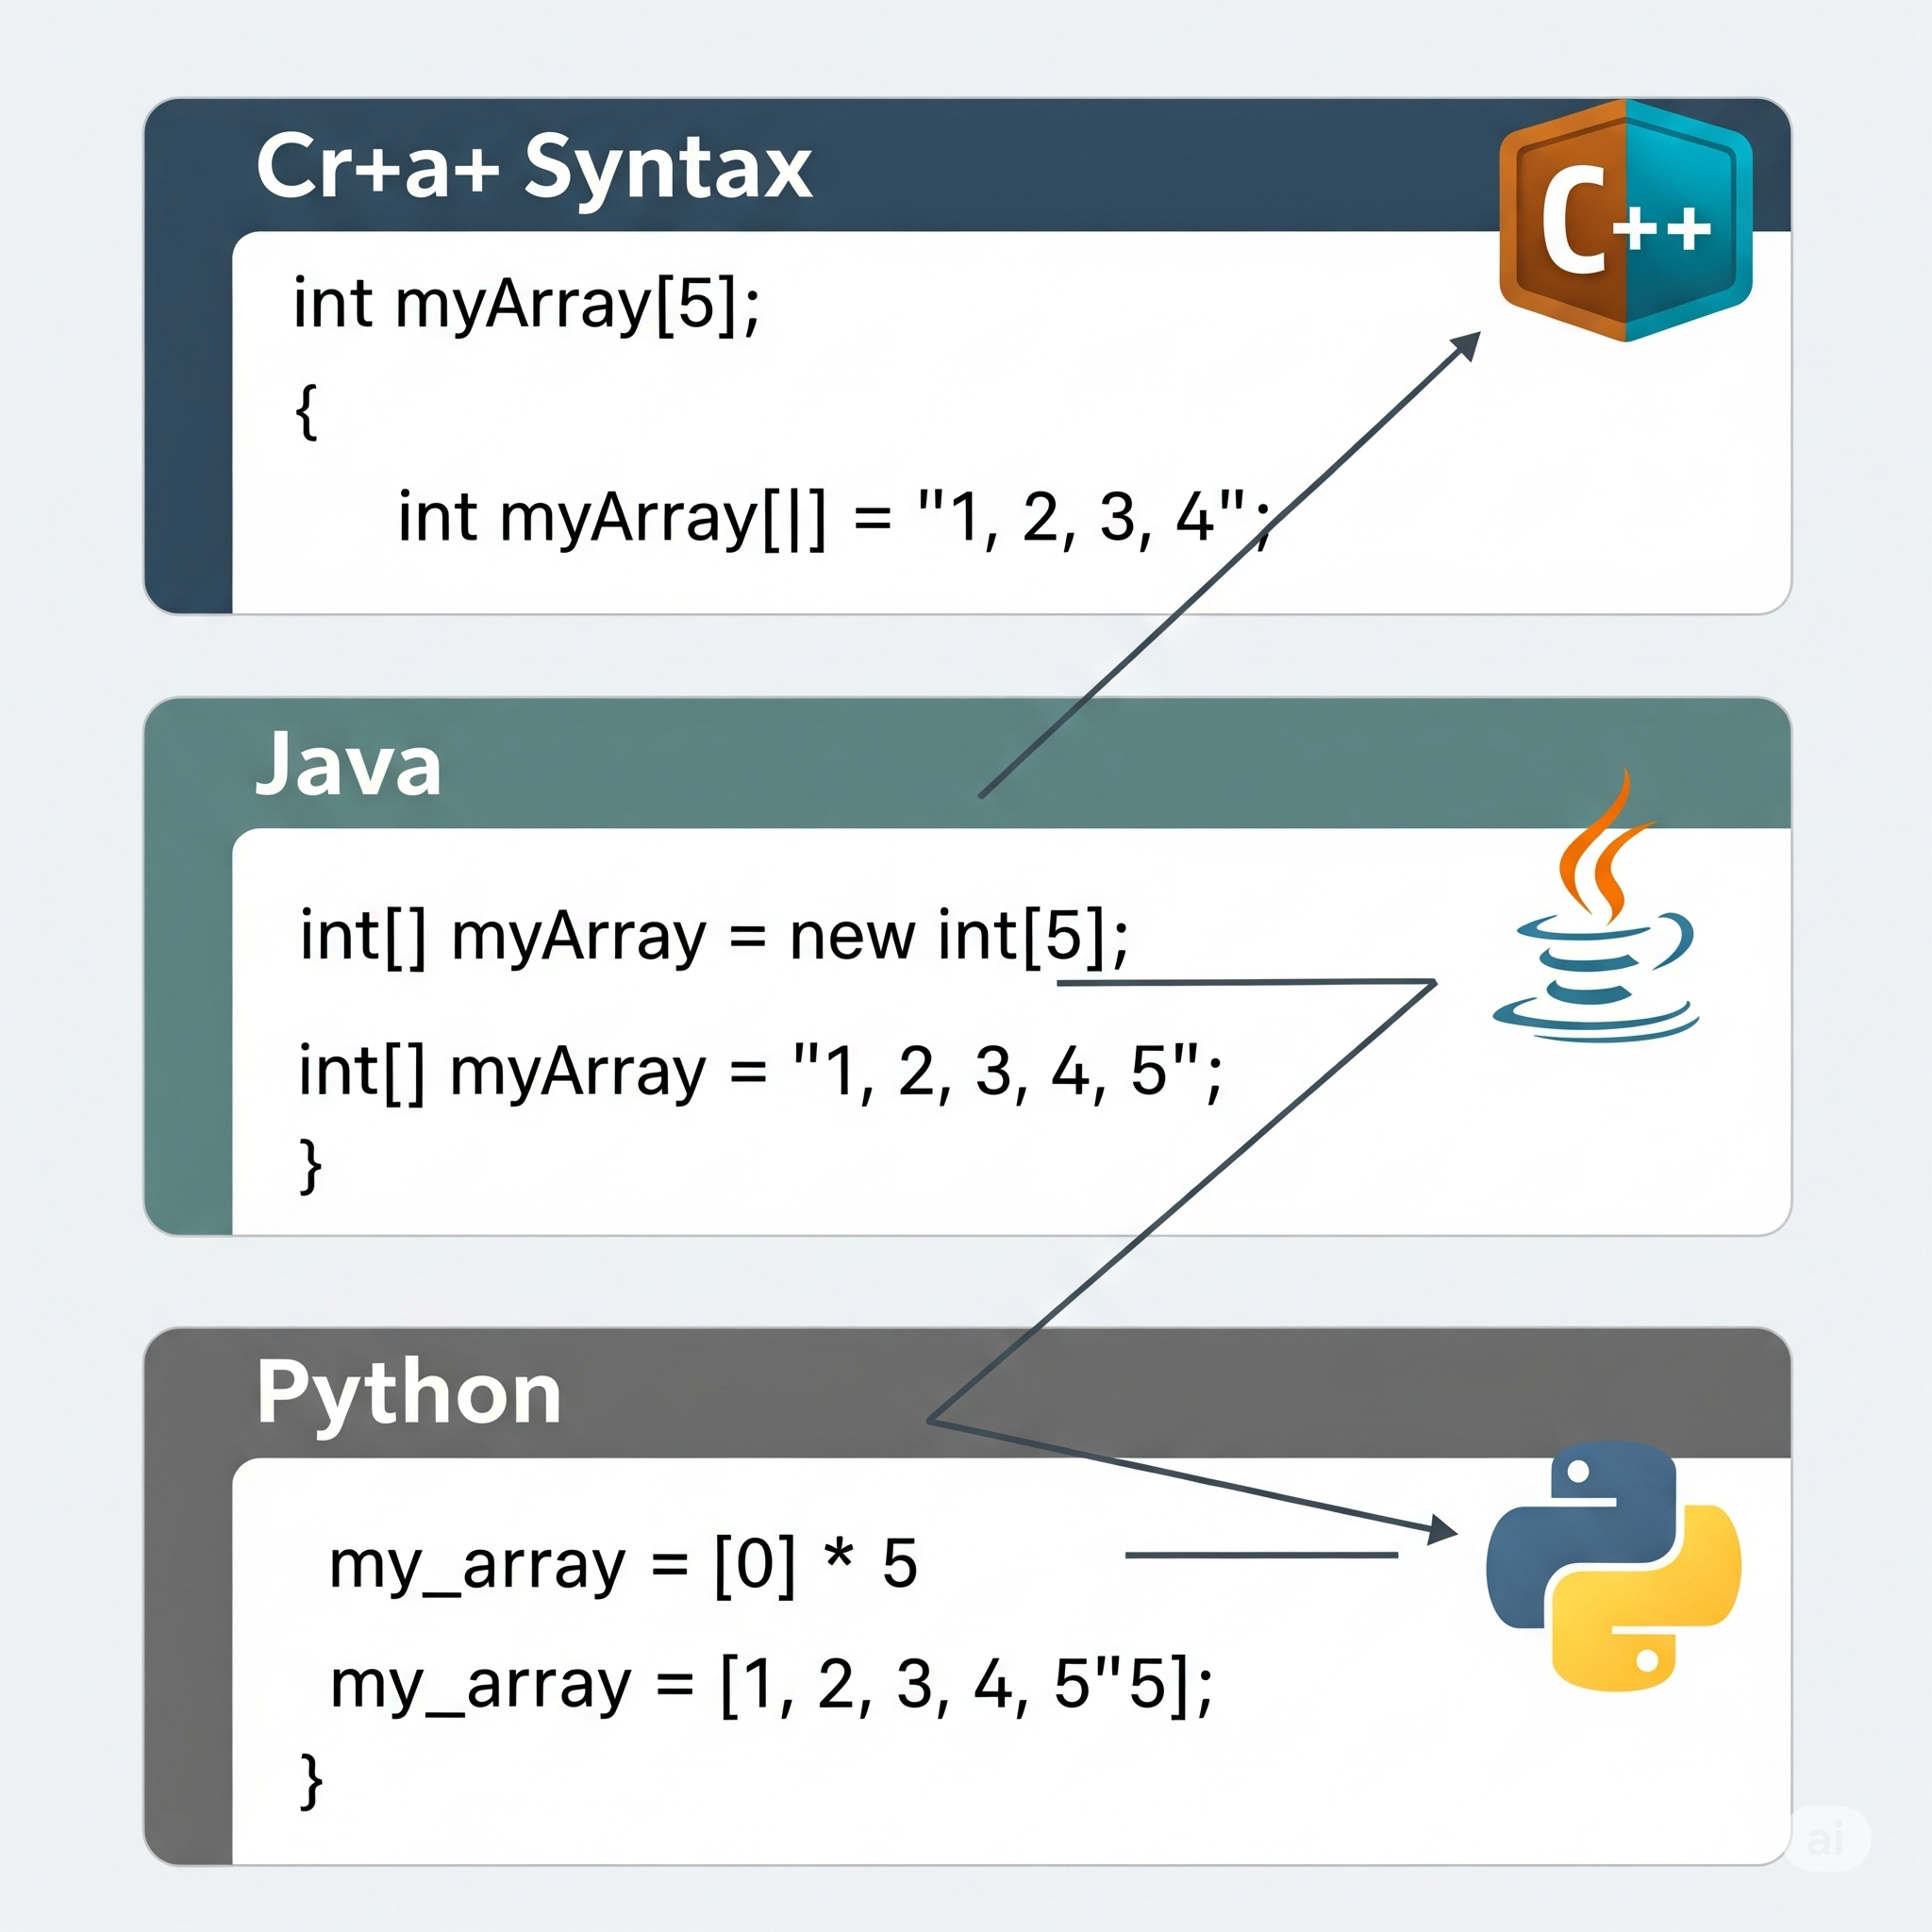 Cr+a+ Syntax
C++
int myArray[5];
{
int myArray[|] = "1, 2, 3, 4";
Java
int[] myArray = new int[5];
int[] myArray = "1, 2, 3, 4, 5";
}
Python
my_array = [0] * 5
my_array = [1, 2, 3, 4, 5"5];
}
ai